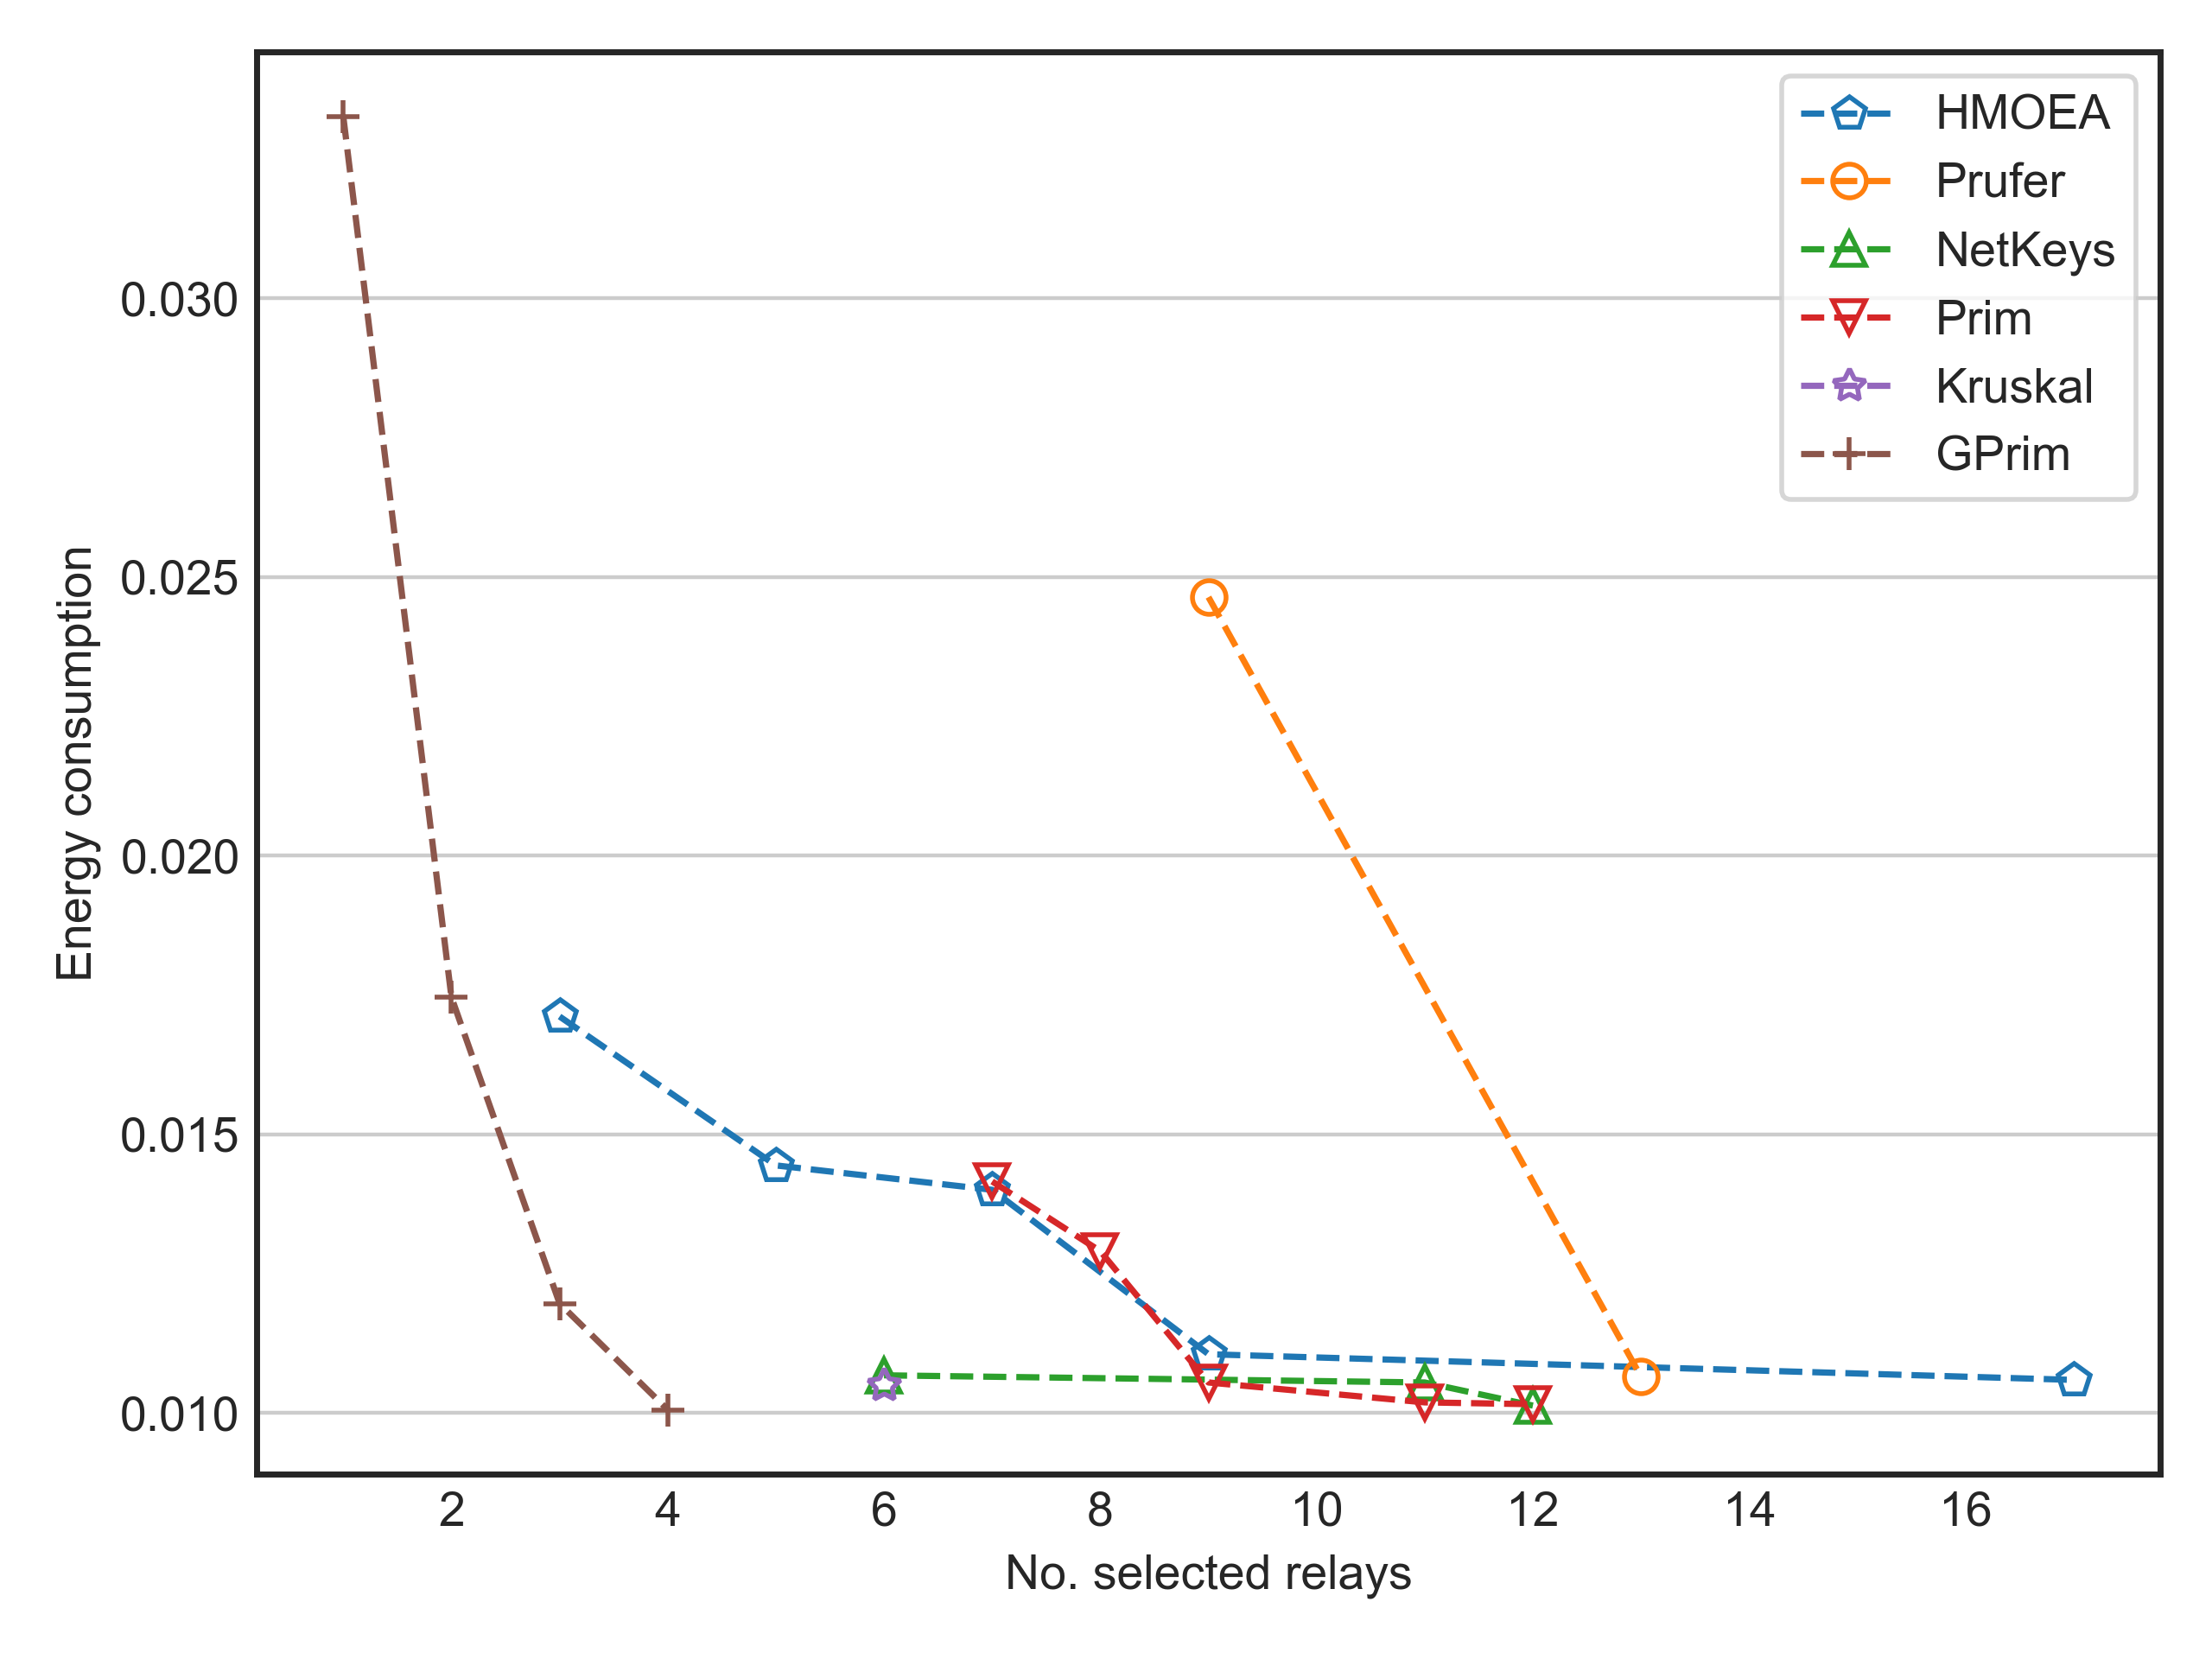 HMOEA
Prufer
NetKeys
Prim
Kruskal
GPrim
0.030
0.025
0.020
0.015
0.010
Energy consumption
2 4 6 8 10 12 14 16
No. selected relays